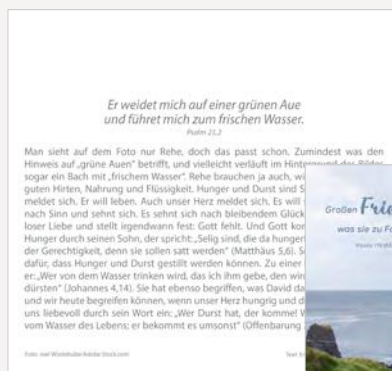 Er weidet mich auf einer grünen Aue
und führet mich zum frischen Wasser.
Psalm 23,2
Man sieht auf dem Foto nur Rehe, doch das passt schon. Zumindest was den
Hinweis auf „grüne Auen" betrifft, und vielleicht verläuft im Hintergrund des Bildes
sogar ein Bach mit „frischem Wasser". Rehe brauchen ja auch, wi
guten Hirten, Nahrung und Flüssigkeit. Hunger und Durst sind S
meldet sich. Er will leben. Auch unser Herz meldet sich. Es will
nach Sinn und sehnt sich. Es sehnt sich nach bleibendem Glück
loser Liebe und stellt irgendwann fest: Gott fehlt. Und Gott kor
Hunger durch seinen Sohn, der spricht: „Selig sind, die da hunger
der Gerechtigkeit, denn sie sollen satt werden" (Matthäus 5,6). S
dafür, dass Hunger und Durst gestillt werden können. Zu einer
er: „Wer von dem Wasser trinken wird, das ich ihm gebe, den wir
dürsten" (Johannes 4,14). Sie hat ebenso begriffen, was David da
und wir heute begreifen können, wenn unser Herz hungrig und d
uns liebevoll durch sein Wort ein: „Wer Durst hat, der komme! W
vom Wasser des Lebens; er bekommt es umsonst" (Offenbarung
Foto: Adobe Stock.com
Text:
Großen Frie
was sie zu Fa